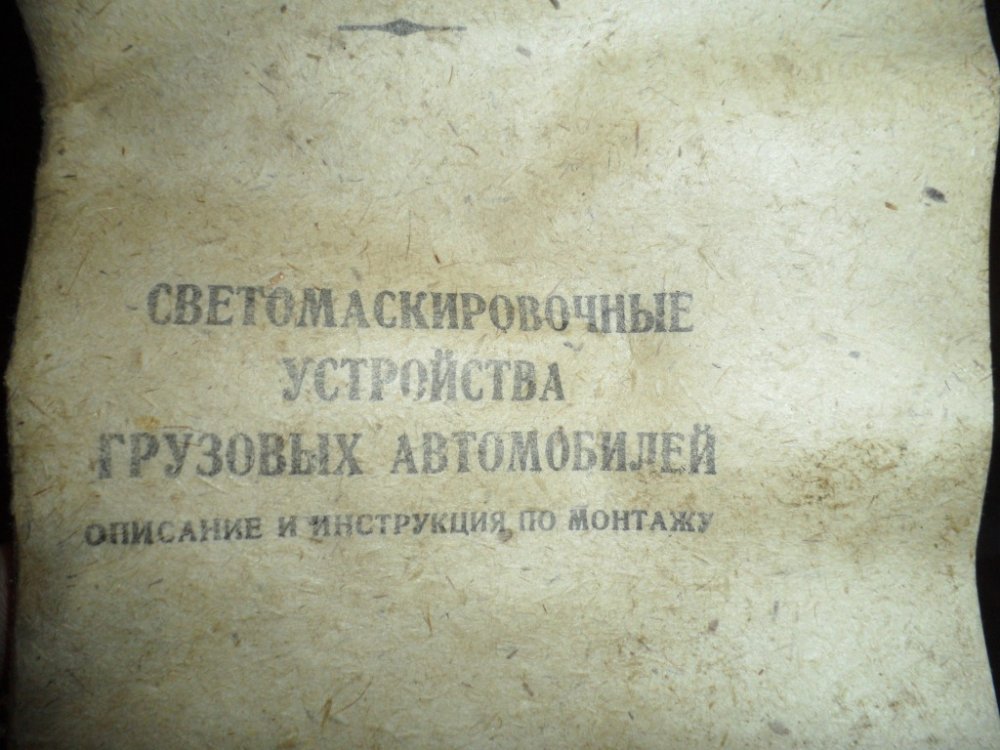 СВЕТОМАСКИРОВОЧНЫЕ
УСТРОЙСТВА
ГРУЗОВЫХ АВТОМОБИЛЕЙ
ОПИСАНИЕ И ИНСТРУКЦИЯ ПО МОНТАЖУ